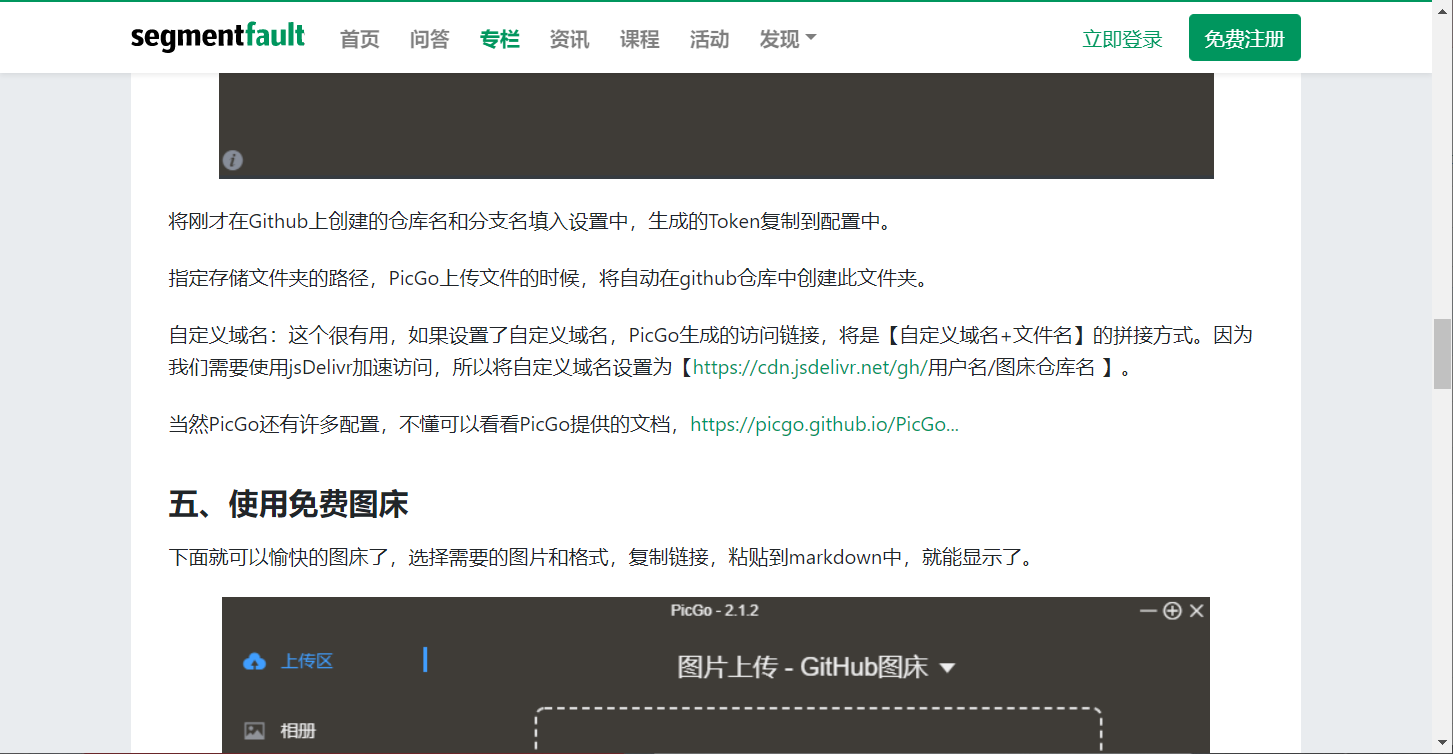 segmentfault 首页 问答 专栏 资讯 课程 活动 发现 立即登录 免费注册
将刚才在Github上创建的仓库名和分支名填入设置中，生成的Token复制到配置中。
指定存储文件夹的路径，PicGo上传文件的时候，将自动在github仓库中创建此文件夹。
自定义域名：这个很有用，如果设置了自定义域名，PicGo生成的访问链接，将是【自定义域名+文件名】的拼接方式。因为
我们需要使用jsDelivr加速访问，所以将自定义域名设置为【https://cdn.jsdelivr.net/gh/用户名/图床仓库名 】。
当然PicGo还有许多配置，不懂可以看看PicGo提供的文档，https://picgo.github.io/PicGo...
五、使用免费图床
下面就可以愉快的图床了，选择需要的图片和格式，复制链接，粘贴到markdown中，就能显示了。
PicGo - 2.1.2
上传区
图片上传 - GitHub图床
相册